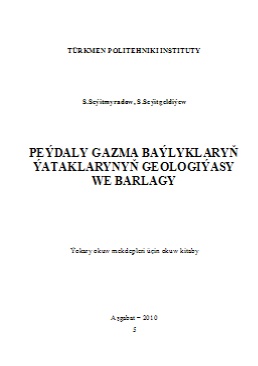 TÜRKMEN POLITEHNIKI INSTITUTY
S.Seýitmyradow, S.Seýitgeldiýew
PEÝDALY GAZMA BAÝLYKLARYŇ
ÝATAKLARYNYŇ GEOLOGIÝASY
WE BARLAGY
Ýokary okuw mekdepleri üçin okuw kitaby
Aşgabat – 2010
5